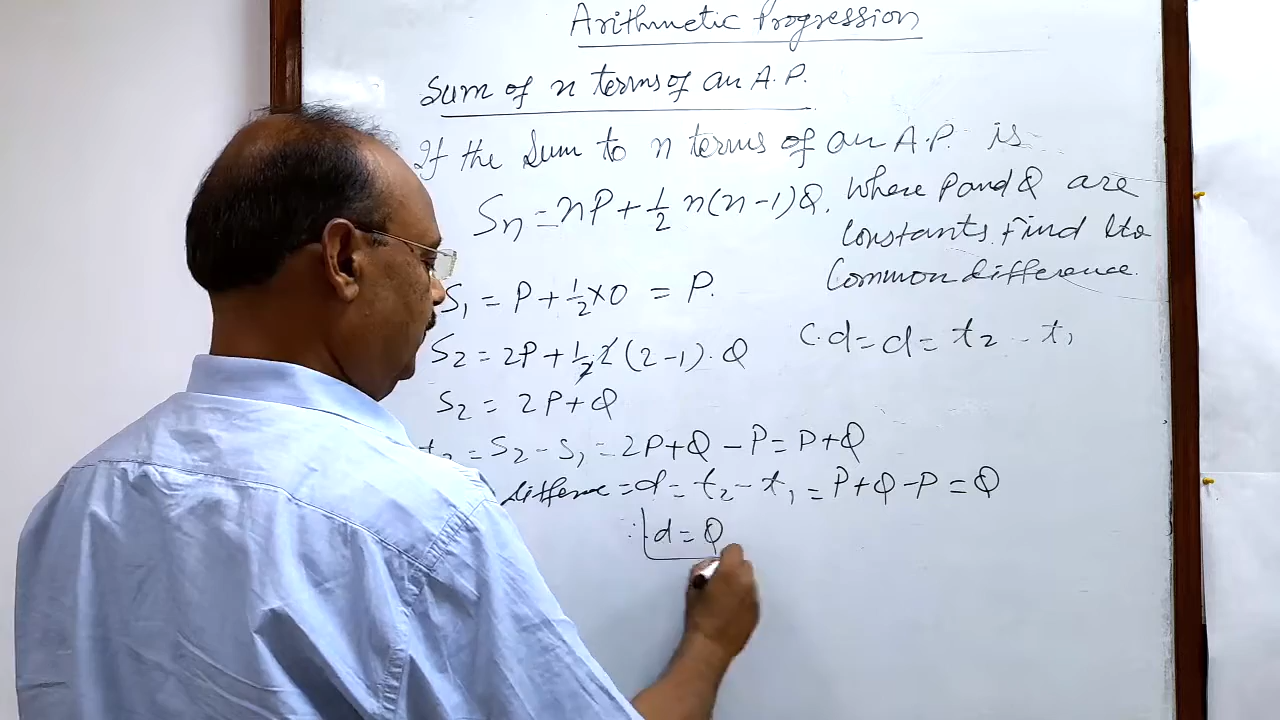 Arithmetic Progression
Sum of n terms of an A.P.
If the Sum to n terms of an A.P. is
Sn = nP + 1/2 n(n-1)Q. Where P and Q are
Constants. Find its
Common difference.
S1 = P + 1/2 × 0 = P.
S2 = 2P + 1/2 2 (2-1). Q
C.d = d = t2 - t1
S2 = 2P + Q
= S2 - S1 = 2P + Q - P = P + Q
difference = d = t2 - t1 = P + Q - P = Q
∴ d = Q